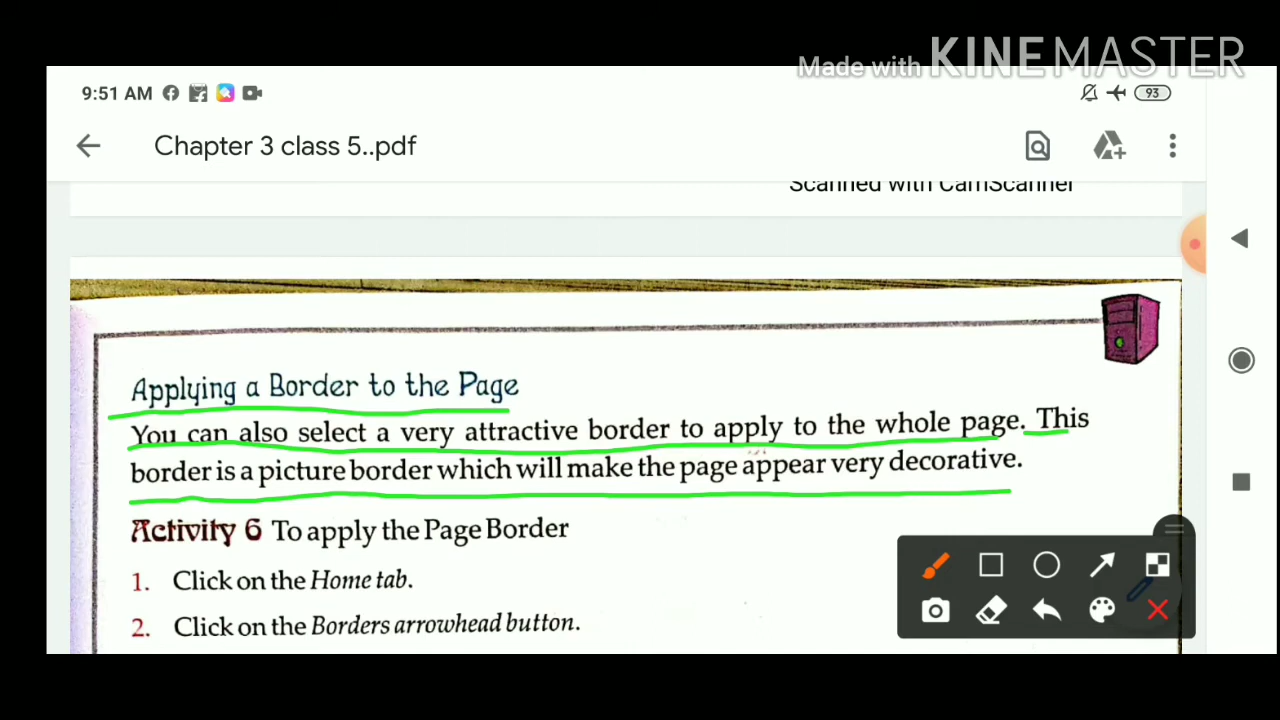 Made with KINEMASTER
9:51 AM
93
Chapter 3 class 5..pdf
Scanned with CamScanner
Applying a Border to the Page
You can also select a very attractive border to apply to the whole page. This
border is a picture border which will make the page appear very decorative.
Activity 6 To apply the Page Border
1. Click on the Home tab.
2. Click on the Borders arrowhead button.